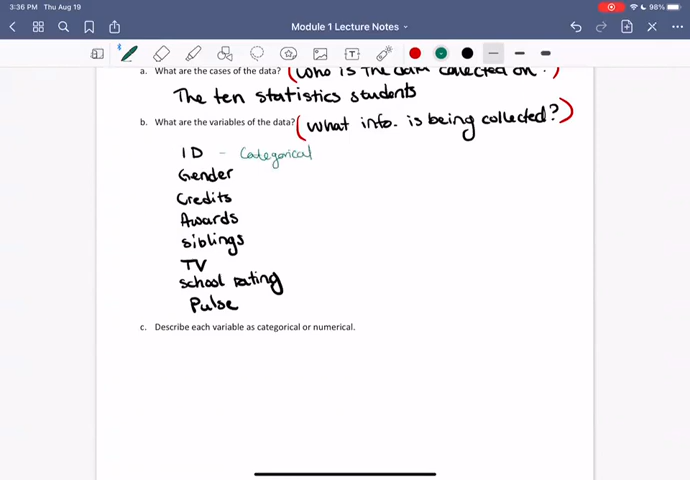 3:36 PM Thu Aug 19
98%
Module 1 Lecture Notes
a. What are the cases of the data? (Who is the data collected on?)
The ten statistics students
b. What are the variables of the data? (What info. is being collected?)
ID - Categorical
Gender
Credits
Awards
siblings
TV
school rating
Pulse
c. Describe each variable as categorical or numerical.